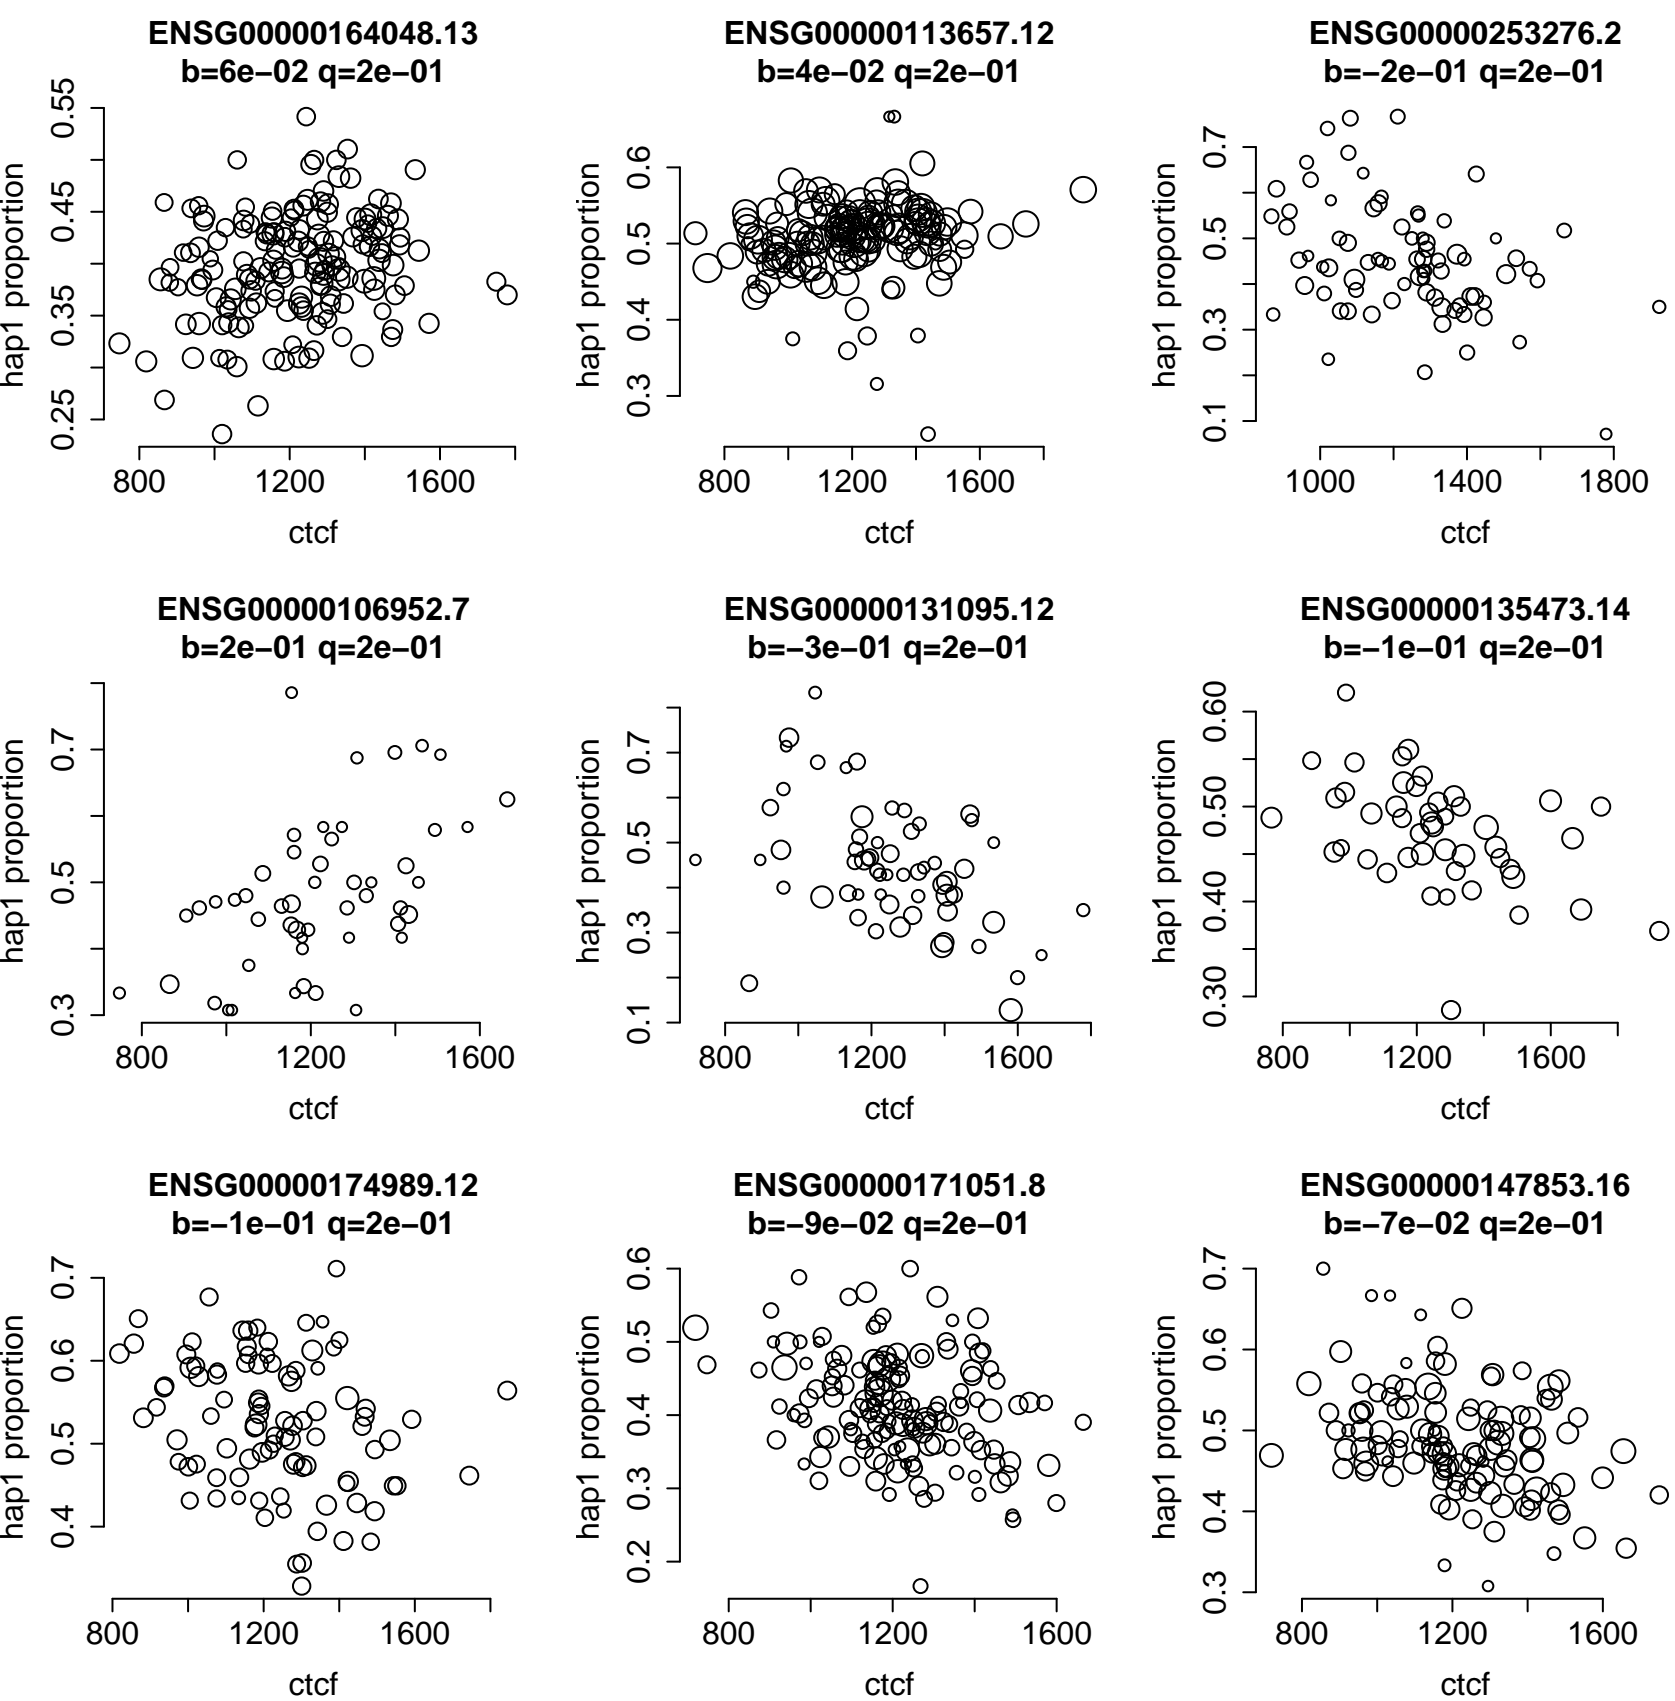 ENSG00000164048.13
b=6e−02 q=2e−01
hap1 proportion
0.25 0.35 0.45 0.55
800 1200 1600
ctcf
ENSG00000113657.12
b=4e−02 q=2e−01
hap1 proportion
0.3 0.4 0.5 0.6
800 1200 1600
ctcf
ENSG00000253276.2
b=−2e−01 q=2e−01
hap1 proportion
0.1 0.3 0.5 0.7
1000 1400 1800
ctcf
ENSG00000106952.7
b=2e−01 q=2e−01
hap1 proportion
0.3 0.5 0.7
800 1200 1600
ctcf
ENSG00000131095.12
b=−3e−01 q=2e−01
hap1 proportion
0.1 0.3 0.5 0.7
800 1200 1600
ctcf
ENSG00000135473.14
b=−1e−01 q=2e−01
hap1 proportion
0.30 0.40 0.50 0.60
800 1200 1600
ctcf
ENSG00000174989.12
b=−1e−01 q=2e−01
hap1 proportion
0.4 0.5 0.6 0.7
800 1200 1600
ctcf
ENSG00000171051.8
b=−9e−02 q=2e−01
hap1 proportion
0.2 0.3 0.4 0.5 0.6
800 1200 1600
ctcf
ENSG00000147853.16
b=−7e−02 q=2e−01
hap1 proportion
0.3 0.4 0.5 0.6 0.7
800 1200 1600
ctcf